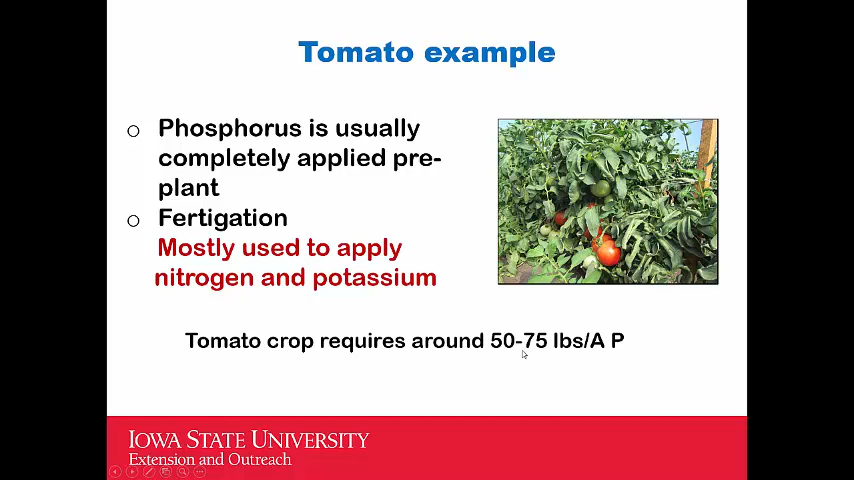 Tomato example
Phosphorus is usually
completely applied pre-
plant
Fertigation
Mostly used to apply
nitrogen and potassium
Tomato crop requires around 50-75 lbs/A P
IOWA STATE UNIVERSITY
Extension and Outreach